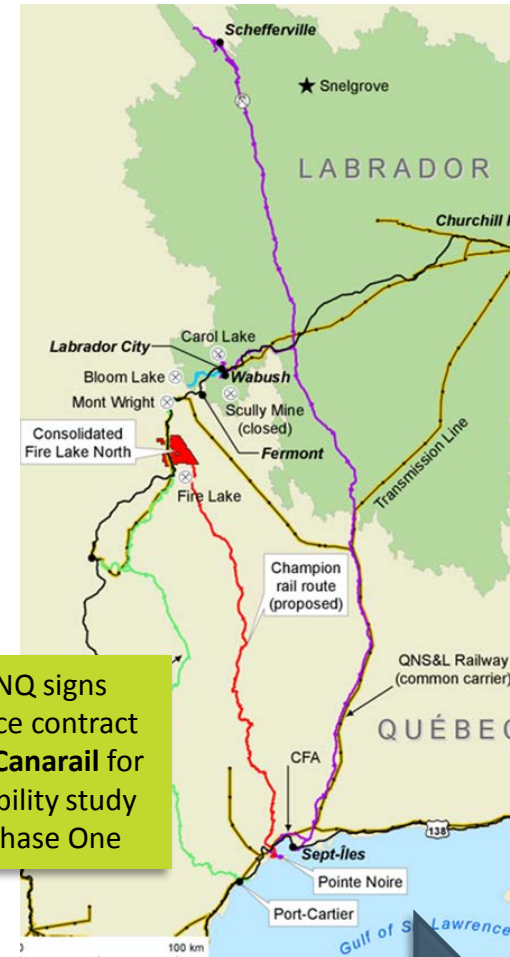 Schefferville
Snelgrove
LABRADOR
Churchill
Carol Lake
Labrador City
Bloom Lake
Wabush
Mont Wright
Scully Mine
(closed)
Consolidated
Fire Lake North
Fermont
Fire Lake
Transmission Line
Champion
rail route
(proposed)
QNS&L Railway
(common carrier)
NQ signs
ce contract
Canarail for
bility study
hase One
QUÉBEC
CFA
138
Sept-Îles
Pointe Noire
Port-Cartier
Gulf of St. Lawrence
0 100 km